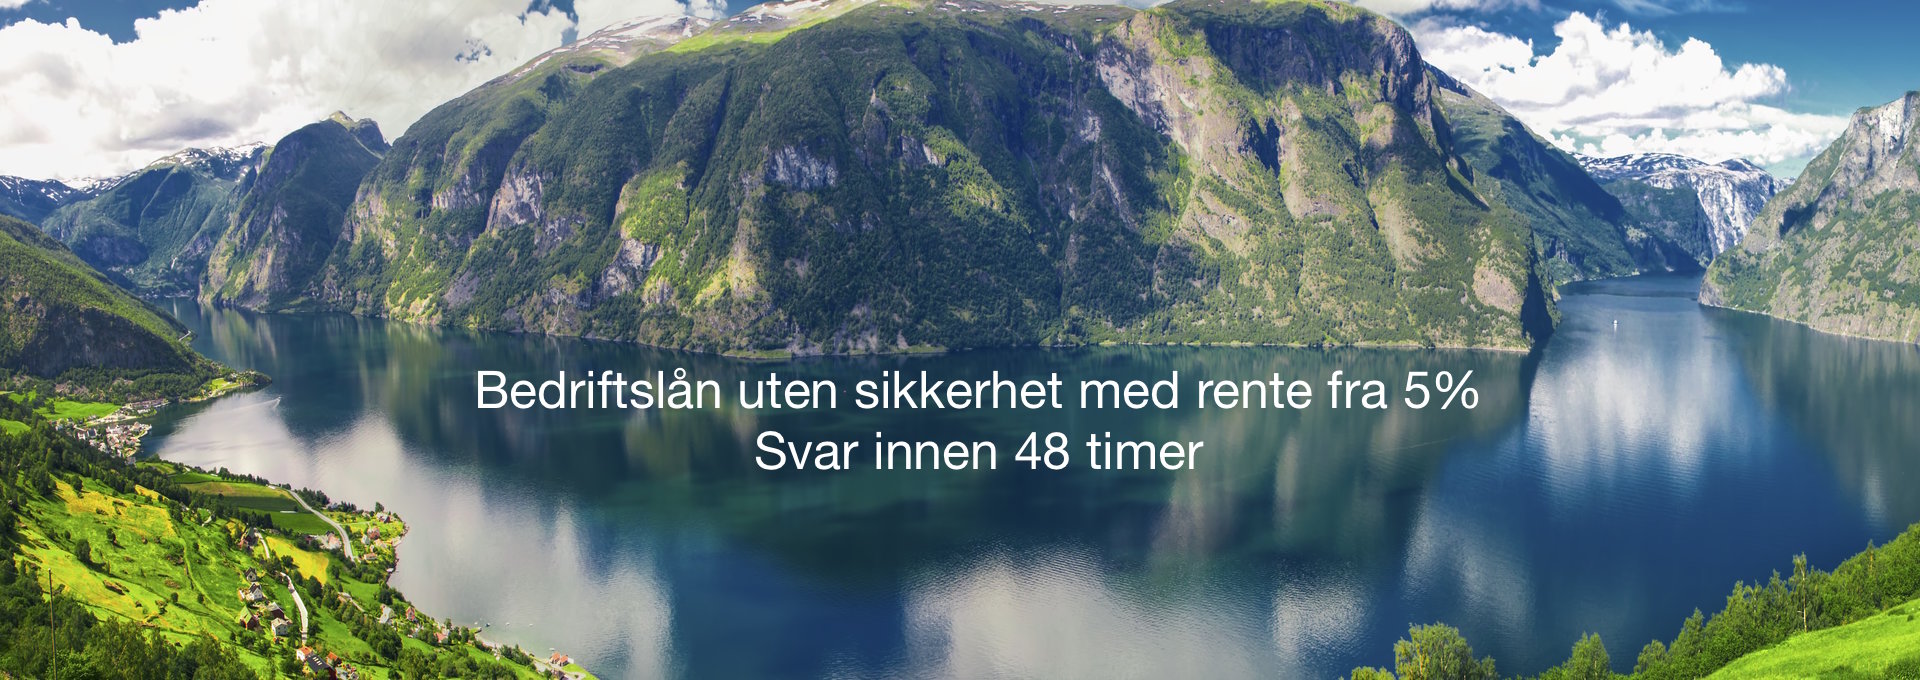 Bedriftslån uten sikkerhet med rente fra 5%
Svar innen 48 timer